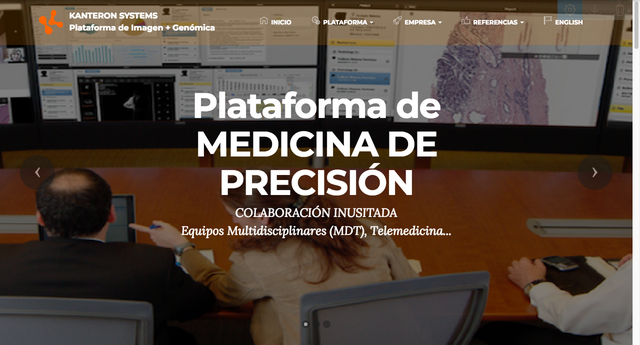 KANTERON SYSTEMS
Plataforma de Imagen + Genómica
INICIO
PLATAFORMA
EMPRESA
REFERENCIAS
ENGLISH
Plataforma de
MEDICINA DE
PRECISIÓN
COLABORACIÓN INUSITADA
Equipos Multidisciplinares (MDT), Telemedicina...